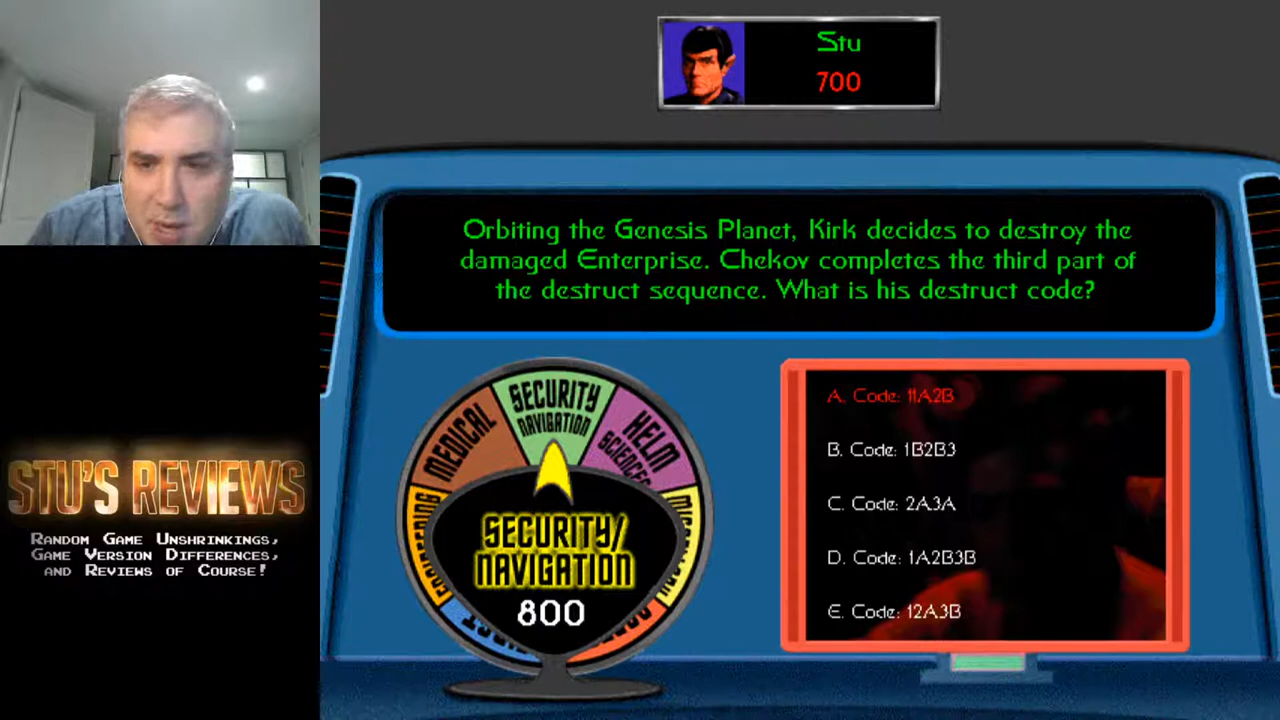 Stu
700
Orbiting the Genesis Planet, Kirk decides to destroy the
damaged Enterprise. Chekov completes the third part of
the destruct sequence. What is his destruct code?
MEDICAL
SECURITY
NAVIGATION
HELM
SCIENCES
SECURITY/
NAVIGATION
800
A. Code: 11A2B
B. Code: 1B2B3
C. Code: 2A3A
D. Code: 1A2B3B
E. Code: 12A3B
STU'S REVIEWS
RANDOM GAME UNSHRINKINGS,
GAME VERSION DIFFERENCES,
AND REVIEWS OF COURSE!